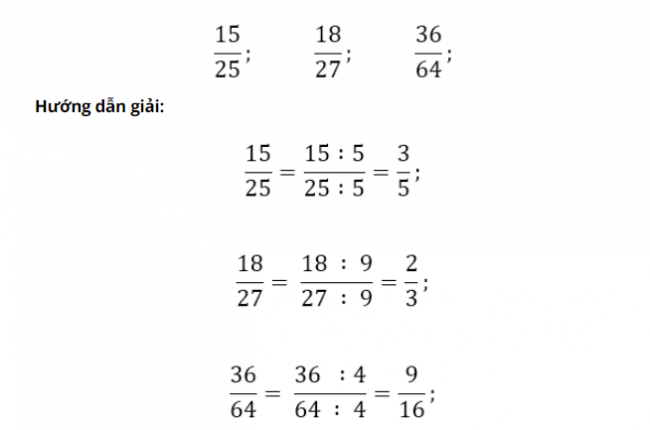 15/25; 18/27; 36/64;
Hướng dẫn giải:
15/25 = 15 : 5/25 : 5 = 3/5;
18/27 = 18 : 9/27 : 9 = 2/3;
36/64 = 36 : 4/64 : 4 = 9/16;